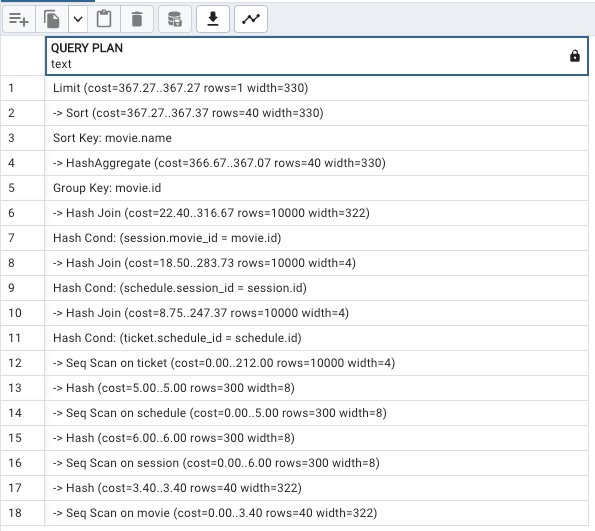 QUERY PLAN
text
1 Limit (cost=367.27..367.27 rows=1 width=330)
2 -> Sort (cost=367.27..367.37 rows=40 width=330)
3 Sort Key: movie.name
4 -> HashAggregate (cost=366.67..367.07 rows=40 width=330)
5 Group Key: movie.id
6 -> Hash Join (cost=22.40..316.67 rows=10000 width=322)
7 Hash Cond: (session.movie_id = movie.id)
8 -> Hash Join (cost=18.50..283.73 rows=10000 width=4)
9 Hash Cond: (schedule.session_id = session.id)
10 -> Hash Join (cost=8.75..247.37 rows=10000 width=4)
11 Hash Cond: (ticket.schedule_id = schedule.id)
12 -> Seq Scan on ticket (cost=0.00..212.00 rows=10000 width=4)
13 -> Hash (cost=5.00..5.00 rows=300 width=8)
14 -> Seq Scan on schedule (cost=0.00..5.00 rows=300 width=8)
15 -> Hash (cost=6.00..6.00 rows=300 width=8)
16 -> Seq Scan on session (cost=0.00..6.00 rows=300 width=8)
17 -> Hash (cost=3.40..3.40 rows=40 width=322)
18 -> Seq Scan on movie (cost=0.00..3.40 rows=40 width=322)